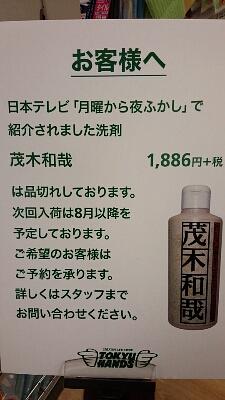 お客様へ
日本テレビ「月曜から夜ふかし」で
紹介されました洗剤
茂木和哉 1,886円+税
は品切れしております。
次回入荷は8月以降を
予定しております。
ご希望のお客様は
ご予約を承ります。
詳しくはスタッフまで
お問い合わせください。
茂木和哉
TOKYU
HANDS